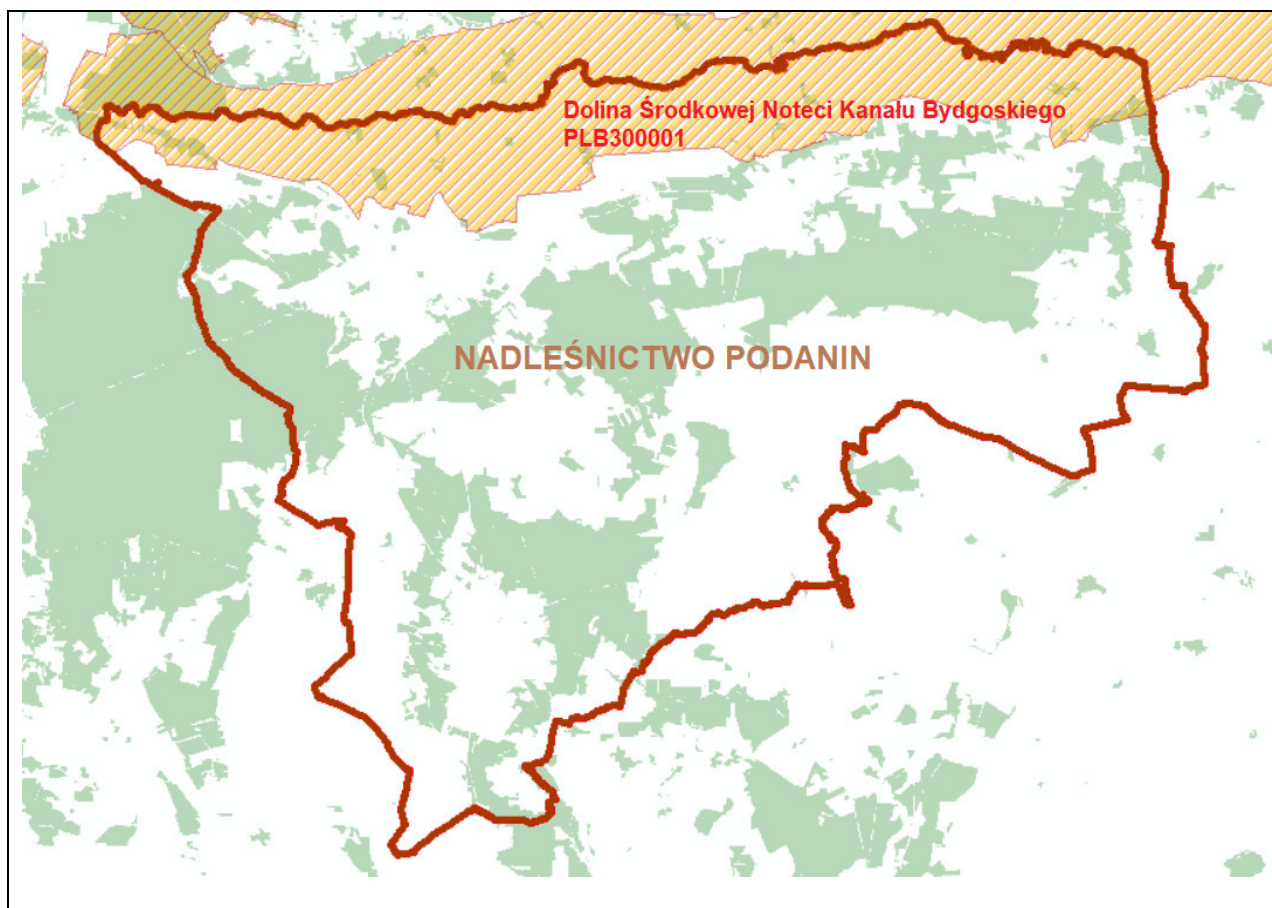 Dolina Środkowej Noteci Kanału Bydgoskiego
PLB300001
NADLEŚNICTWO PODANIN